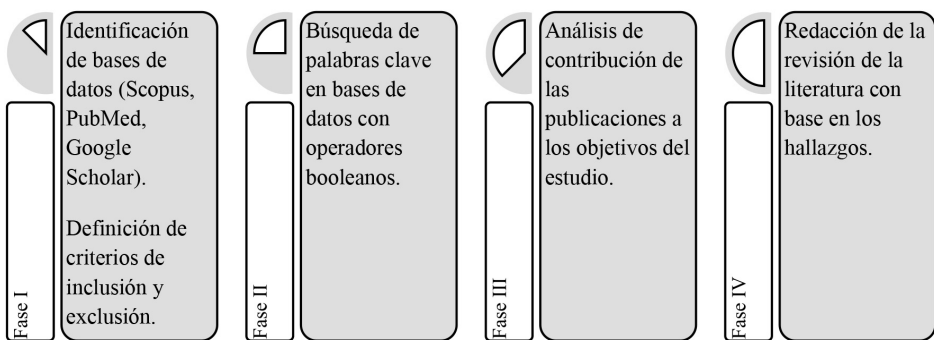 Fase I
Identificación
de bases de
datos (Scopus,
PubMed,
Google
Scholar).
Definición de
criterios de
inclusión y
exclusión.
Fase II
Búsqueda de
palabras clave
en bases de
datos con
operadores
booleanos.
Fase III
Análisis de
contribución de
las
publicaciones a
los objetivos del
estudio.
Fase IV
Redacción de la
revisión de la
literatura con
base en los
hallazgos.